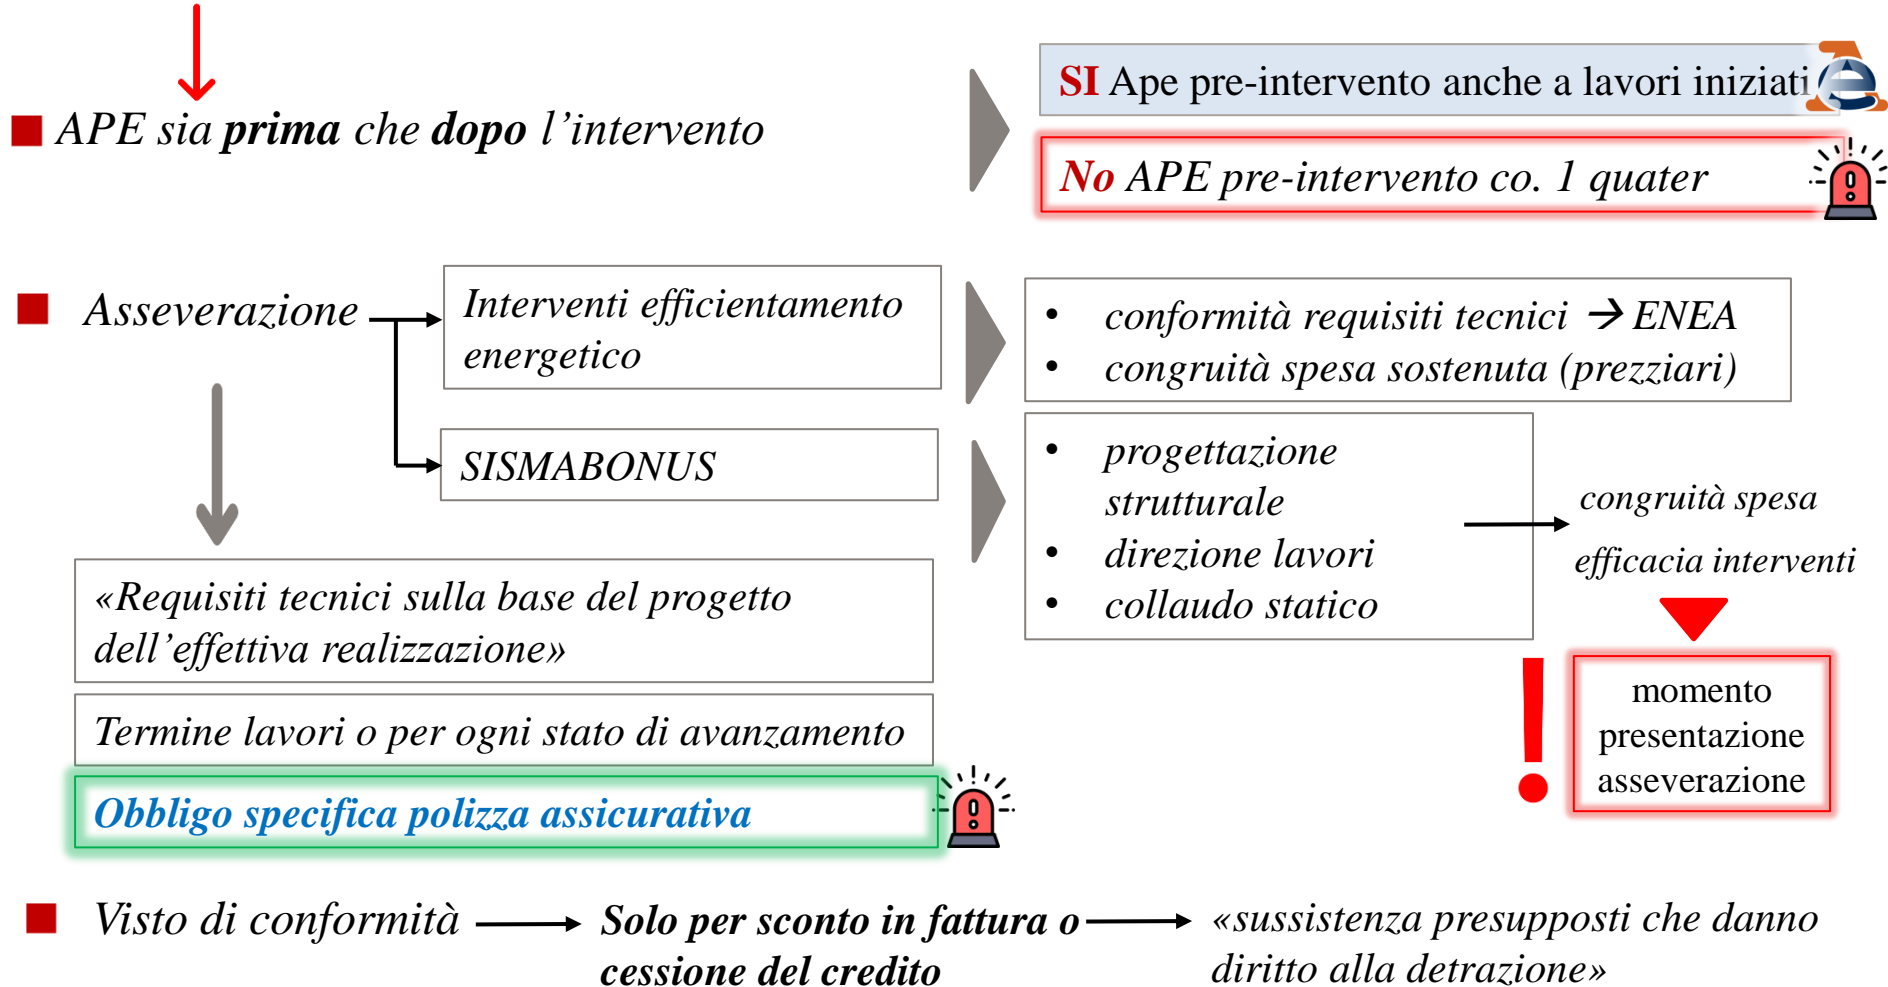 SI Ape pre-intervento anche a lavori iniziati
APE sia prima che dopo l’intervento
No APE pre-intervento co. 1 quater
Asseverazione
Interventi efficientamento
energetico
• conformità requisiti tecnici → ENEA
• congruità spesa sostenuta (prezziari)
SISMABONUS
• progettazione
strutturale
• direzione lavori
• collaudo statico
congruità spesa
efficacia interventi
«Requisiti tecnici sulla base del progetto
dell’effettiva realizzazione»
Termine lavori o per ogni stato di avanzamento
Obbligo specifica polizza assicurativa
!
momento
presentazione
asseverazione
Visto di conformità
Solo per sconto in fattura o
cessione del credito
«sussistenza presupposti che danno
diritto alla detrazione»